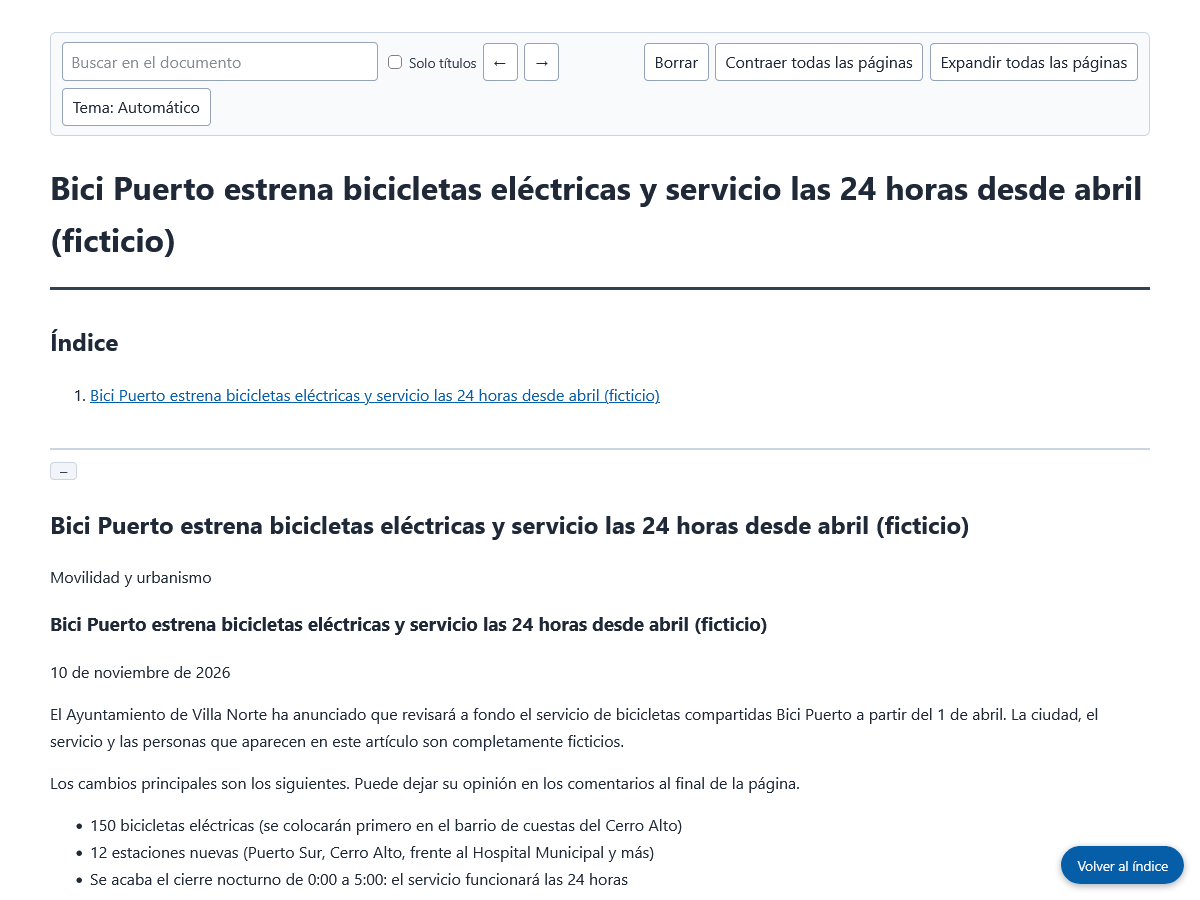 Buscar en el documento
Solo títulos
←
→
Borrar
Contraer todas las páginas
Expandir todas las páginas
Tema: Automático
Bici Puerto estrena bicicletas eléctricas y servicio las 24 horas desde abril
(ficticio)
Índice
1. Bici Puerto estrena bicicletas eléctricas y servicio las 24 horas desde abril (ficticio)
–
Bici Puerto estrena bicicletas eléctricas y servicio las 24 horas desde abril (ficticio)
Movilidad y urbanismo
Bici Puerto estrena bicicletas eléctricas y servicio las 24 horas desde abril (ficticio)
10 de noviembre de 2026
El Ayuntamiento de Villa Norte ha anunciado que revisará a fondo el servicio de bicicletas compartidas Bici Puerto a partir del 1 de abril. La ciudad, el
servicio y las personas que aparecen en este artículo son completamente ficticios.
Los cambios principales son los siguientes. Puede dejar su opinión en los comentarios al final de la página.
• 150 bicicletas eléctricas (se colocarán primero en el barrio de cuestas del Cerro Alto)
• 12 estaciones nuevas (Puerto Sur, Cerro Alto, frente al Hospital Municipal y más)
• Se acaba el cierre nocturno de 0:00 a 5:00: el servicio funcionará las 24 horas
Volver al índice